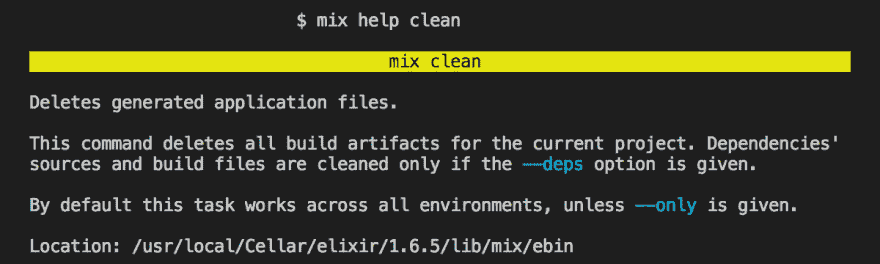 $ mix help clean
mix clean
Deletes generated application files.
This command deletes all build artifacts for the current project. Dependencies'
sources and build files are cleaned only if the --deps option is given.
By default this task works across all environments, unless --only is given.
Location: /usr/local/Cellar/elixir/1.6.5/lib/mix/ebin